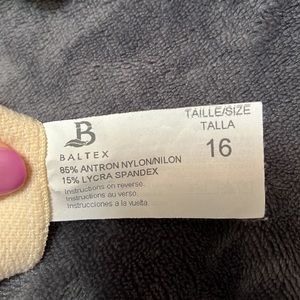 B
BALTEX
85% ANTRON NYLON/NILON
15% LYCRA SPANDEX
Instructions on reverse.
Instructions au verso.
Instrucciones a la vuelta.
TAILLE/SIZE
TALLA
16